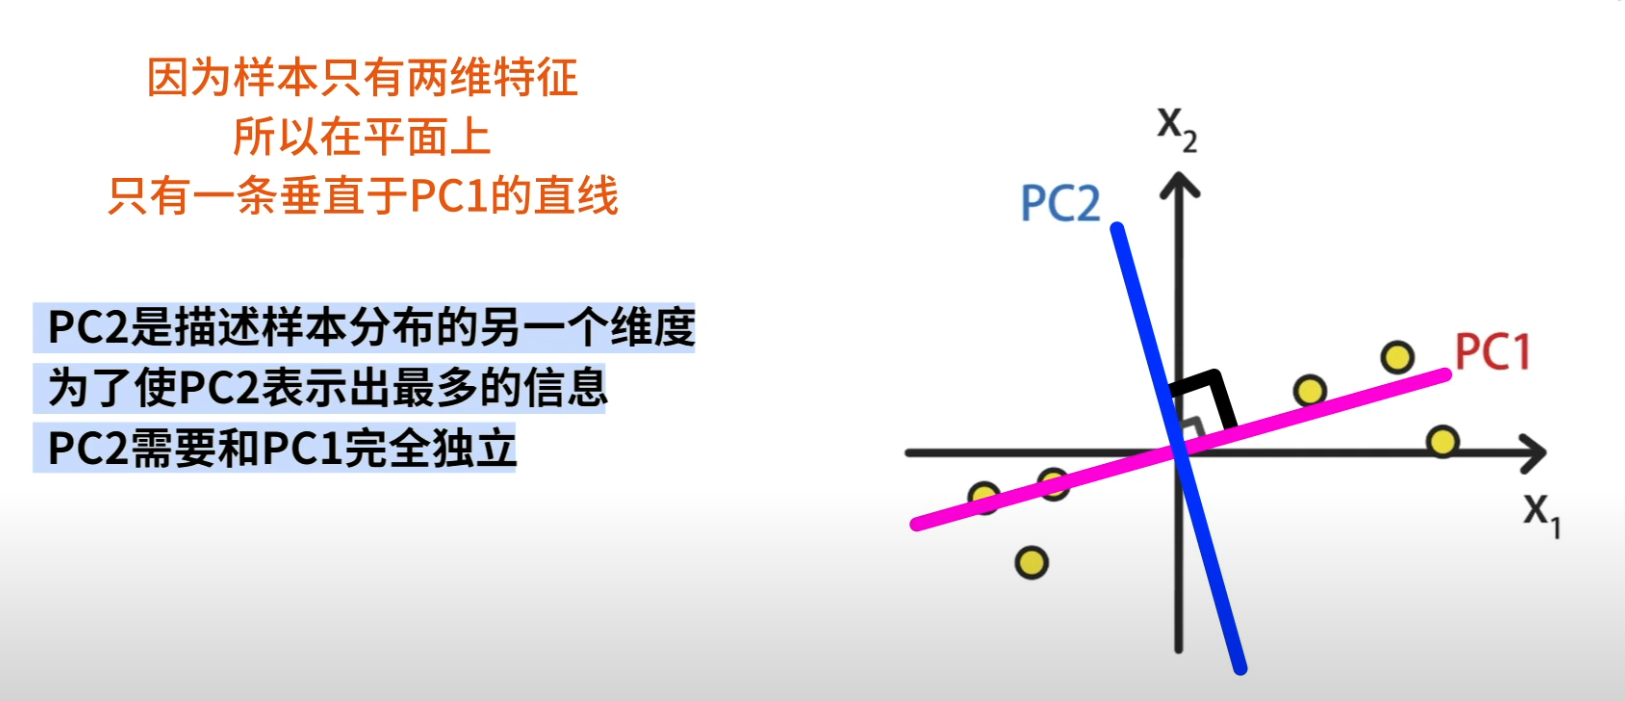 因为样本只有两维特征
所以在平面上
只有一条垂直于PC1的直线
PC2是描述样本分布的另一个维度
为了使PC2表示出最多的信息
PC2需要和PC1完全独立
X₂
PC2
PC1
X₁